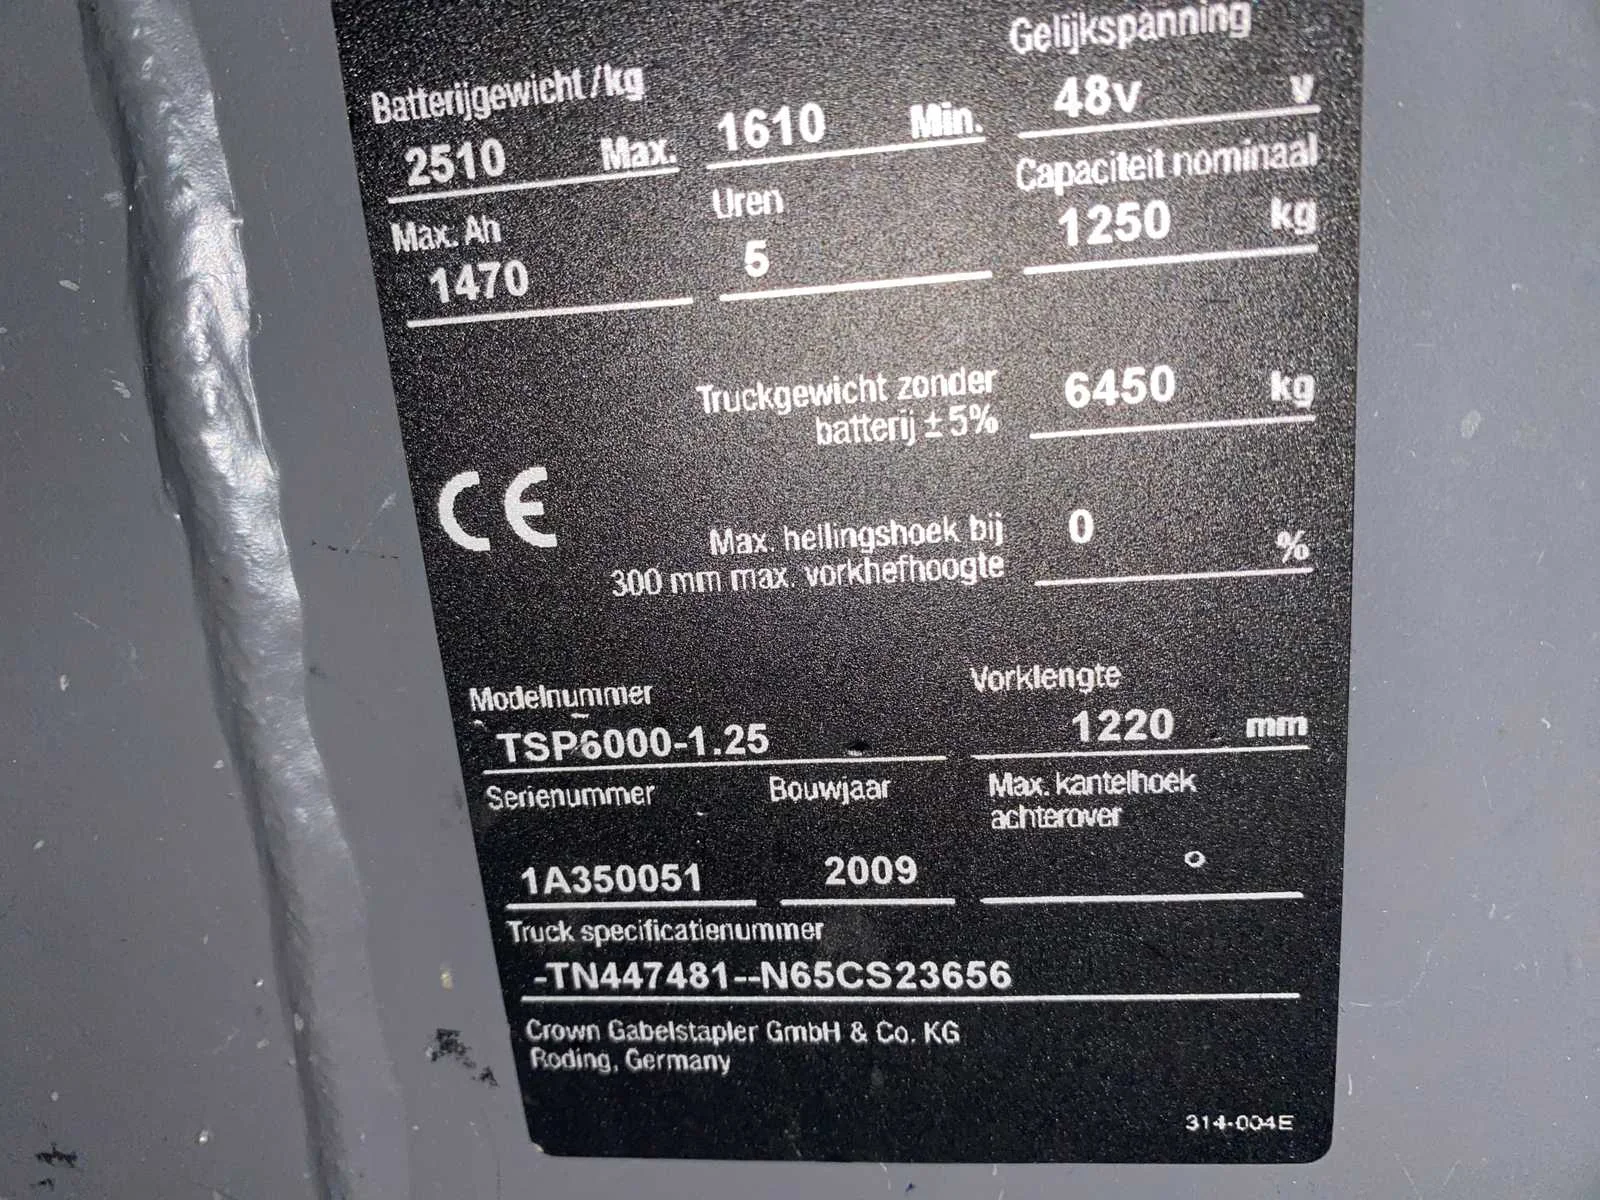 Gelijkspanning
Batterijgewicht/kg
2510 Max. 1610 Min. 48v v
Max. Ah Uren Capaciteit nominaal
1470 5 1250 kg
Truckgewicht zonder
batterij ± 5% 6450 kg
CE
Max. hellingshoek bij
300 mm max. vorkhefhoogte 0 %
Modelnummer Vorklengte
TSP6000-1.25 1220 mm
Serienummer Bouwjaar Max. kantelhoek
achterover
1A350051 2009 o
Truck specificatienummer
-TN447481--N65CS23656
Crown Gabelstapler GmbH & Co. KG
Roding, Germany
314-004E